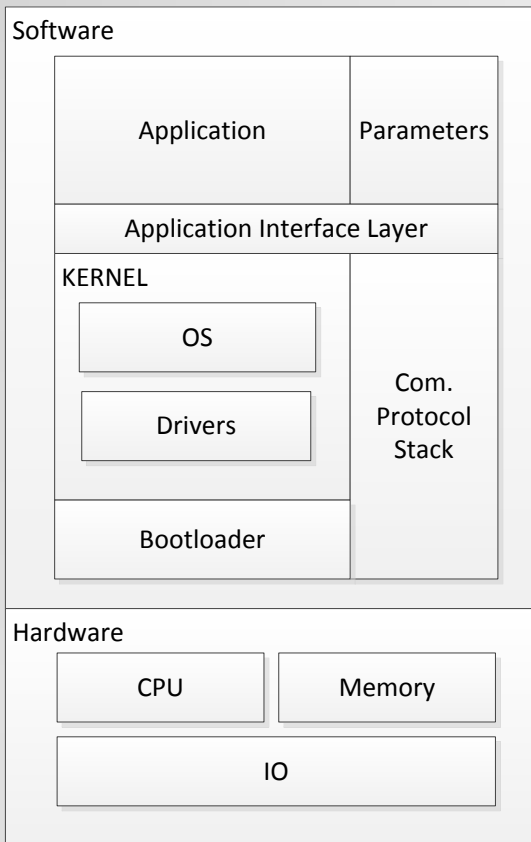 Software
Application
Parameters
Application Interface Layer
KERNEL
OS
Drivers
Com.
Protocol
Stack
Bootloader
Hardware
CPU
Memory
IO